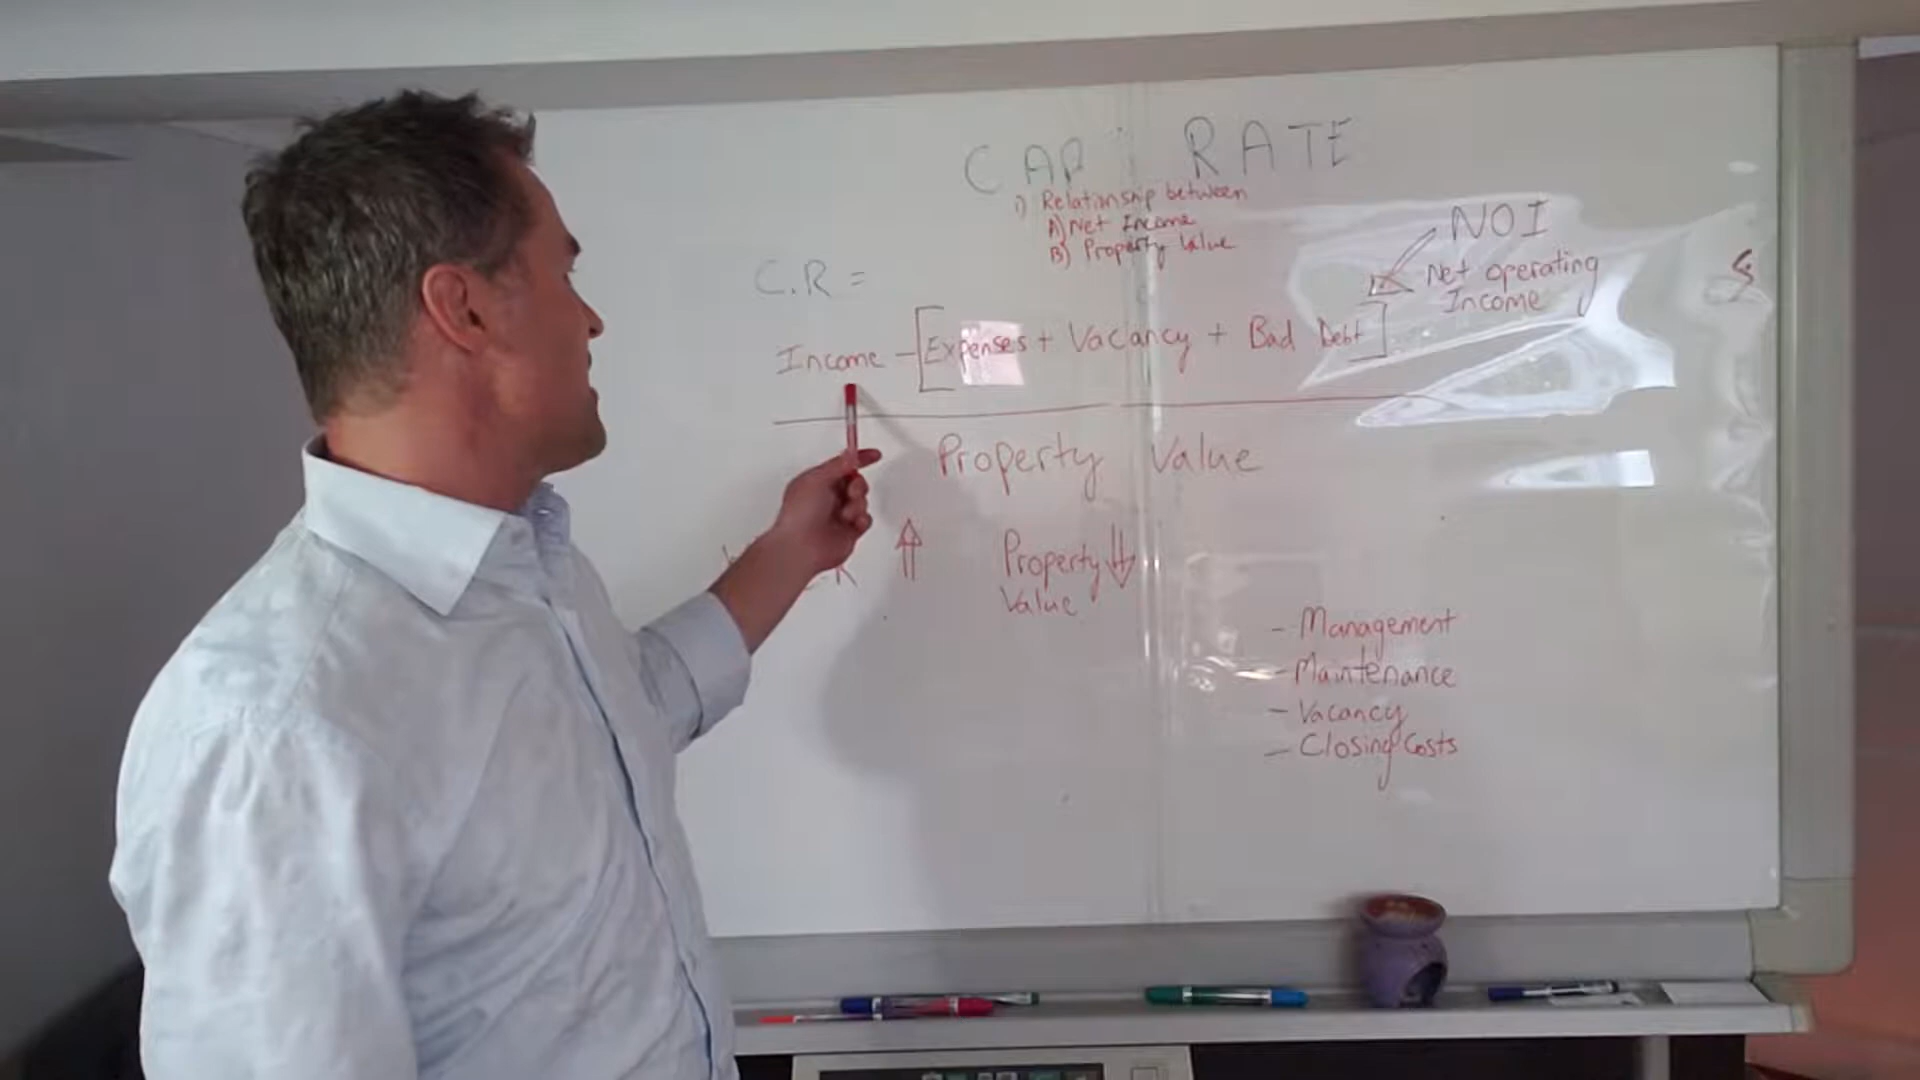 CAP RATE
1) Relationship between
A) Net Income
B) Property Value
NOI
Net operating
Income
C.R =
Income - [Expenses + Vacancy + Bad Debt]
Property Value
Property
Value
- Management
- Maintenance
- Vacancy
- Closing Costs